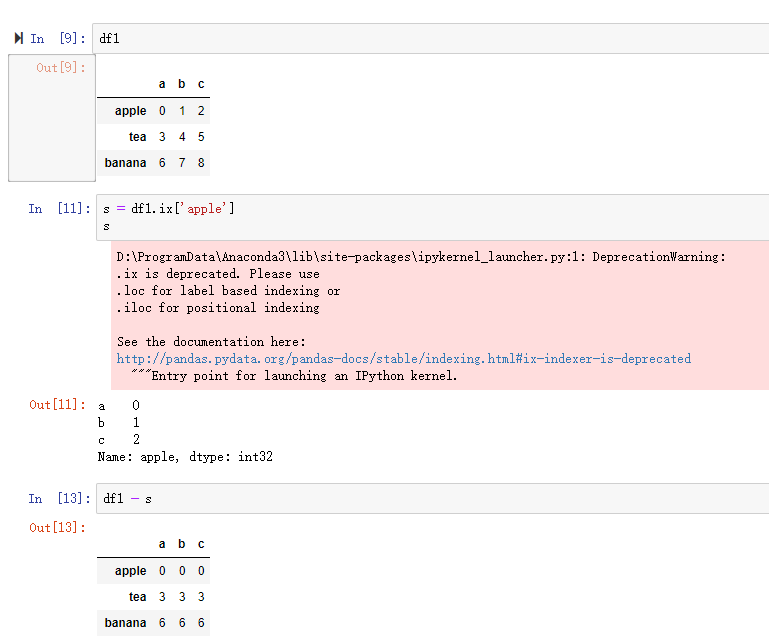 In [9]: df1
Out[9]:
a b c
apple 0 1 2
tea 3 4 5
banana 6 7 8
In [11]: s = df1.ix['apple']
s
D:\ProgramData\Anaconda3\lib\site-packages\ipykernel_launcher.py:1: DeprecationWarning:
.ix is deprecated. Please use
.loc for label based indexing or
.iloc for positional indexing
See the documentation here:
http://pandas.pydata.org/pandas-docs/stable/indexing.html#ix-indexer-is-deprecated
"""Entry point for launching an IPython kernel.
Out[11]: a 0
b 1
c 2
Name: apple, dtype: int32
In [13]: df1 - s
Out[13]:
a b c
apple 0 0 0
tea 3 3 3
banana 6 6 6